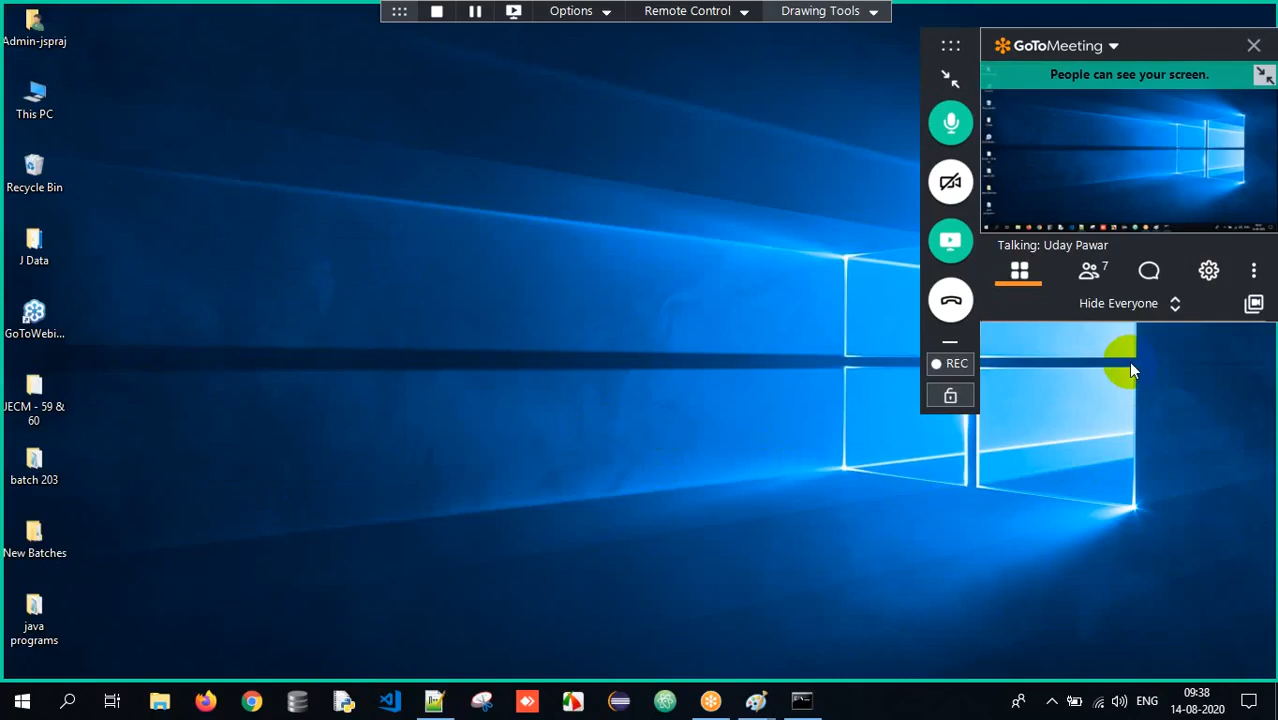 Options
Remote Control
Drawing Tools
Admin-jspraj
This PC
Recycle Bin
J Data
GoToWebi...
JECM - 59 &
60
batch 203
New Batches
java
programs
GoToMeeting
People can see your screen.
Talking: Uday Pawar
7
Hide Everyone
REC
ENG
09:38
14-08-2020